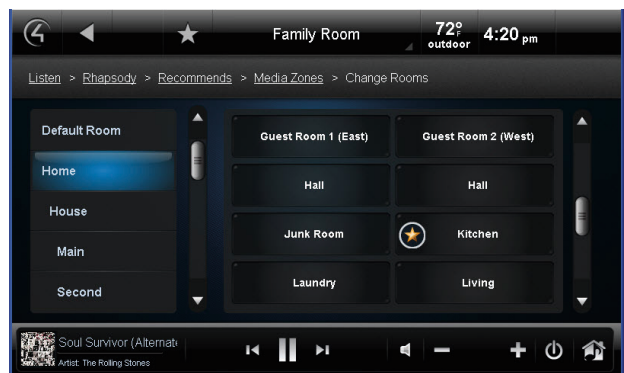 Family Room
72°F
outdoor
4:20 pm
Listen > Rhapsody > Recommends > Media Zones > Change Rooms
Default Room
Home
House
Main
Second
Guest Room 1 (East)
Guest Room 2 (West)
Hall
Hall
Junk Room
Kitchen
Laundry
Living
Soul Survivor (Alternate
Artist: The Rolling Stones